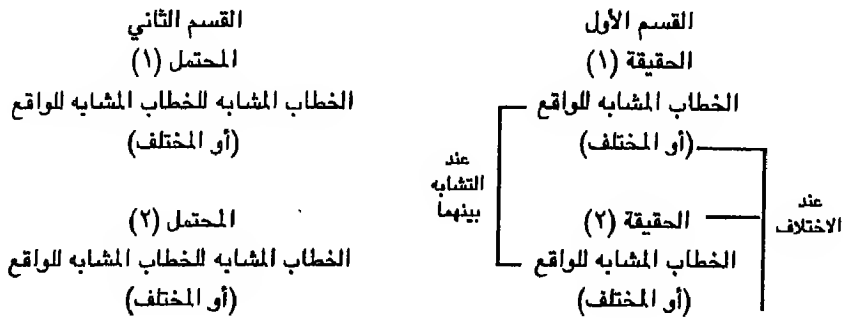 القسم الأول
الحقيقة (١)
الخطاب المشابه للواقع
(أو المختلف)
الحقيقة (٢)
الخطاب المشابه للواقع
(أو المختلف)
عند
الاختلاف
عند
التشابه
بينهما
القسم الثاني
المحتمل (١)
الخطاب المشابه للخطاب المشابه للواقع
(أو المختلف)
المحتمل (٢)
الخطاب المشابه للخطاب المشابه للواقع
(أو المختلف)